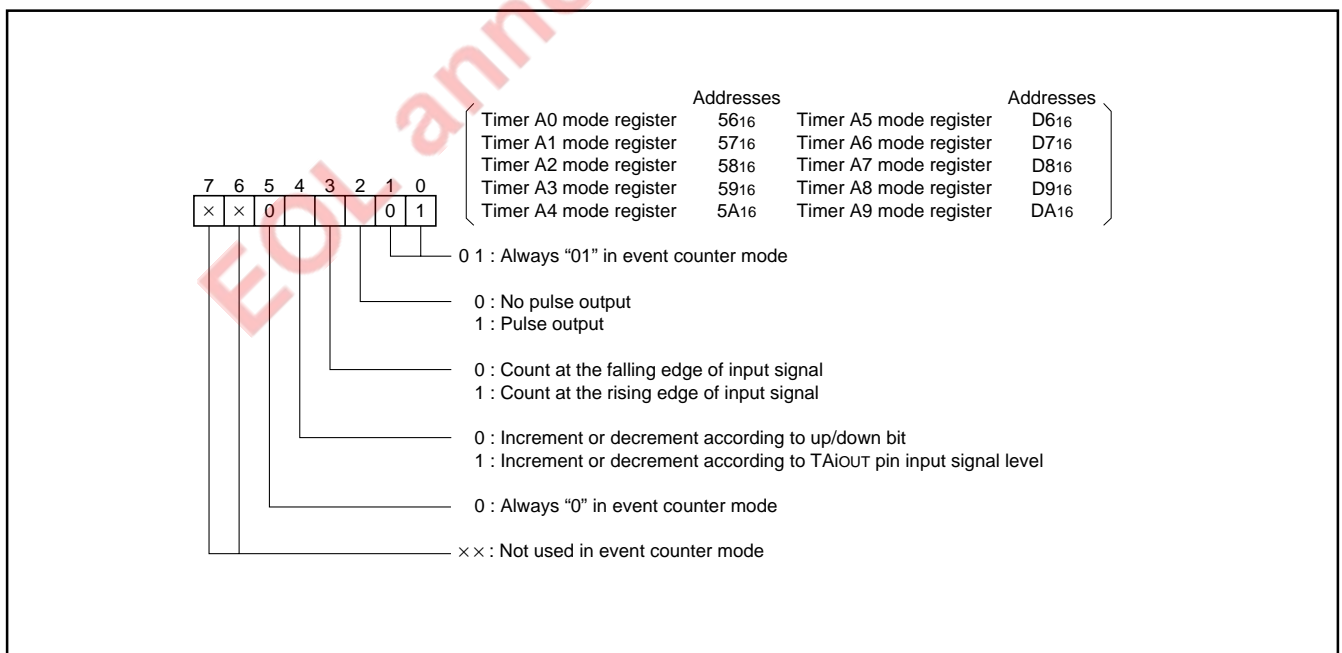 EOL anno
Addresses Addresses
Timer A0 mode register 5616 Timer A5 mode register D616
Timer A1 mode register 5716 Timer A6 mode register D716
Timer A2 mode register 5816 Timer A7 mode register D816
Timer A3 mode register 5916 Timer A8 mode register D916
Timer A4 mode register 5A16 Timer A9 mode register DA16
7 6 5 4 3 2 1 0
× × 0 0 1
0 1 : Always “01” in event counter mode
0 : No pulse output
1 : Pulse output
0 : Count at the falling edge of input signal
1 : Count at the rising edge of input signal
0 : Increment or decrement according to up/down bit
1 : Increment or decrement according to TAiOUT pin input signal level
0 : Always “0” in event counter mode
×× : Not used in event counter mode